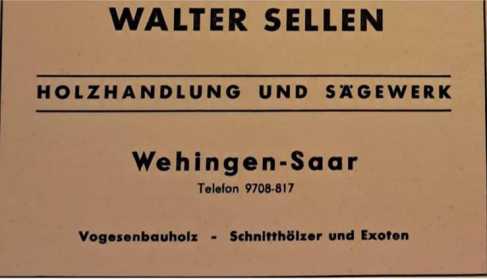 WALTER SELLEN
HOLZHANDLUNG UND SÄGEWERK
Wehingen-Saar
Telefon 9708-817
Vogesenbauholz - Schnitthölzer und Exoten